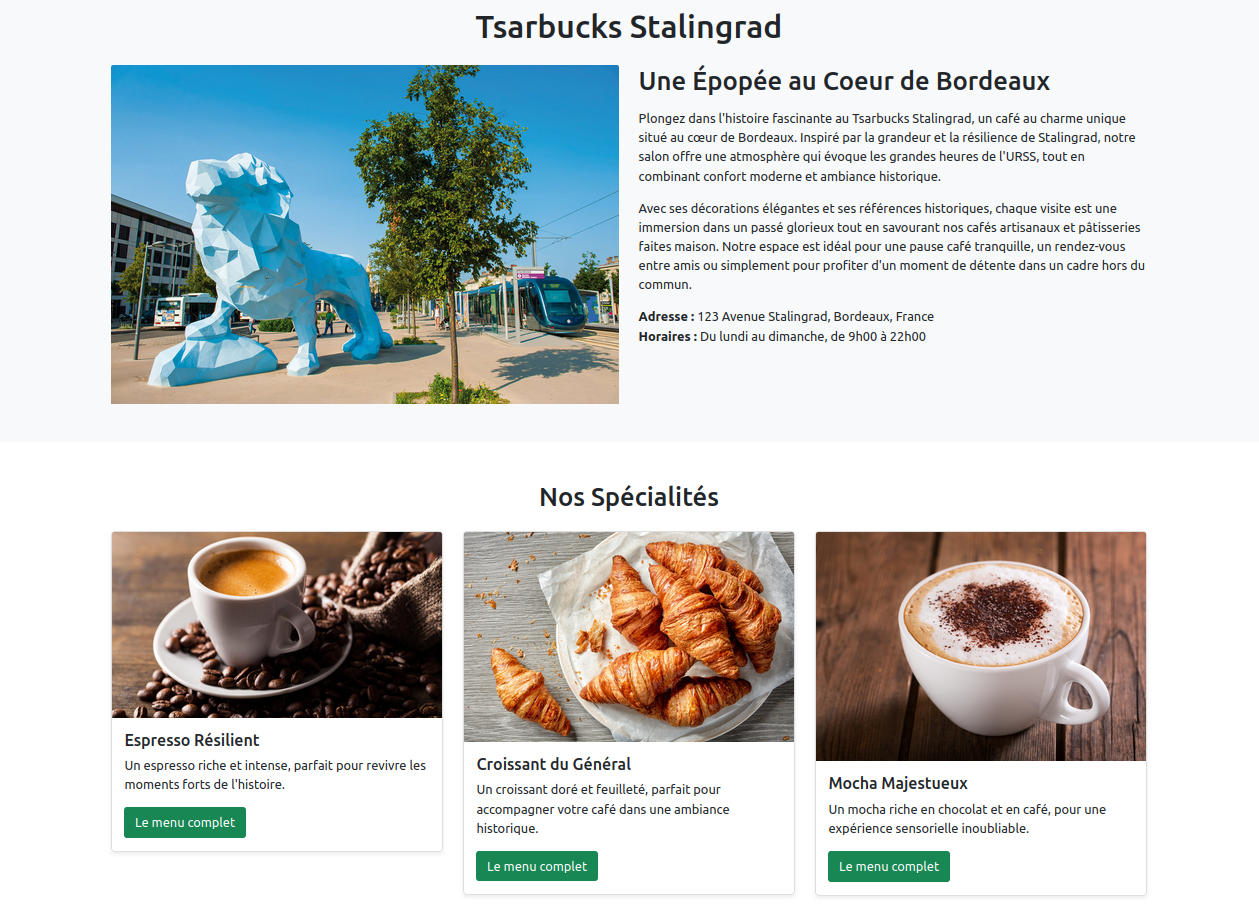 Tsarbucks Stalingrad
Une Épopée au Coeur de Bordeaux
Plongez dans l'histoire fascinante au Tsarbucks Stalingrad, un café au charme unique
situé au cœur de Bordeaux. Inspiré par la grandeur et la résilience de Stalingrad, notre
salon offre une atmosphère qui évoque les grandes heures de l'URSS, tout en
combinant confort moderne et ambiance historique.
Avec ses décorations élégantes et ses références historiques, chaque visite est une
immersion dans un passé glorieux tout en savourant nos cafés artisanaux et pâtisseries
faites maison. Notre espace est idéal pour une pause café tranquille, un rendez-vous
entre amis ou simplement pour profiter d'un moment de détente dans un cadre hors du
commun.
Adresse : 123 Avenue Stalingrad, Bordeaux, France
Horaires : Du lundi au dimanche, de 9h00 à 22h00
Nos Spécialités
Espresso Résilient
Un espresso riche et intense, parfait pour revivre les
moments forts de l'histoire.
Le menu complet
Croissant du Général
Un croissant doré et feuilleté, parfait pour
accompagner votre café dans une ambiance
historique.
Le menu complet
Mocha Majestueux
Un mocha riche en chocolat et en café, pour une
expérience sensorielle inoubliable.
Le menu complet